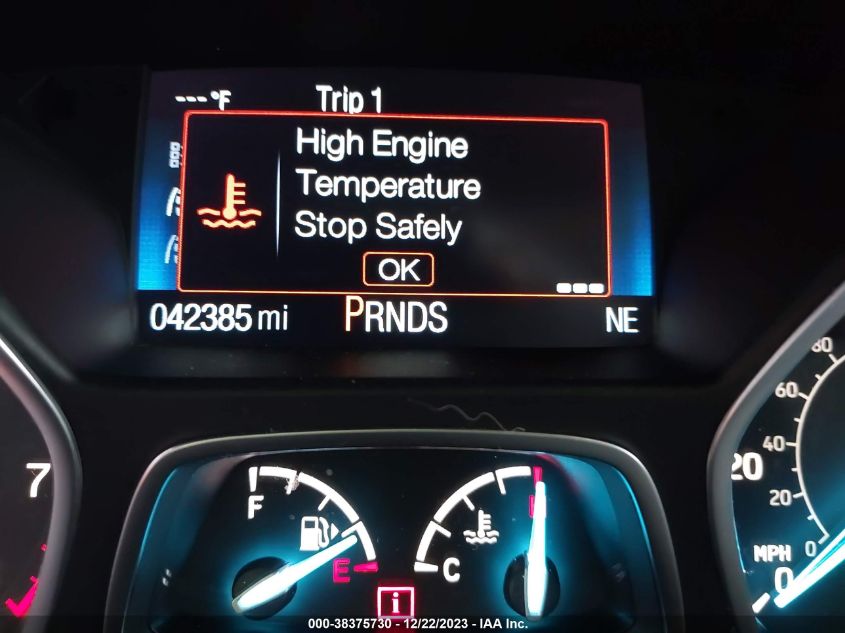 ---°F Trip 1
High Engine
Temperature
Stop Safely
OK
042385 mi PRNDS NE
80
60
40
20
20
7
F
E
C
0
MPH
0
i
000-38375730 - 12/22/2023 - IAA Inc.